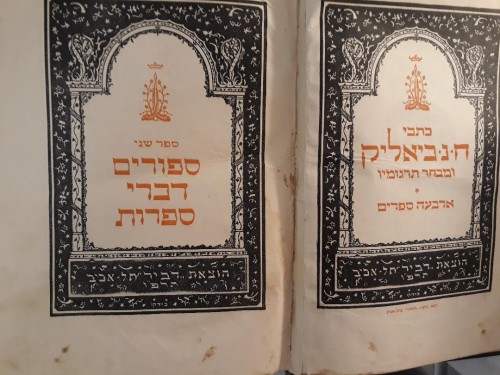 כתבי
ח·נ·ביאליק
ומבחר תרגומיו
ארבעה ספרים
הוצאת דביר תל-אביב
ספר שני
ספורים
דברי
ספרות
הוצאת דביר תל-אביב